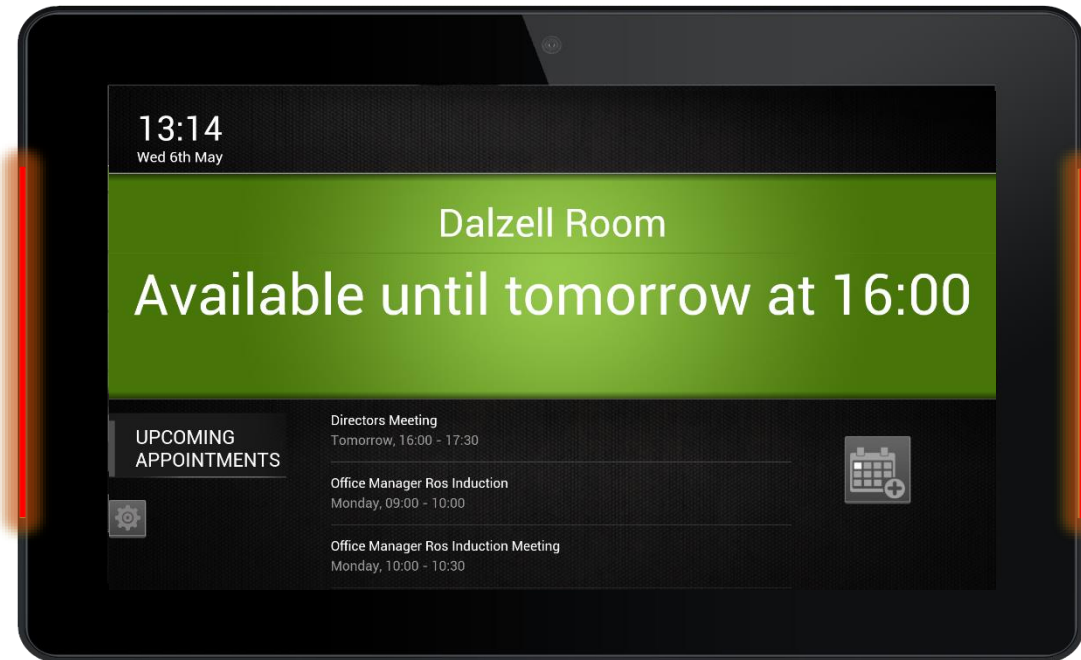 13:14
Wed 6th May
Dalzell Room
Available until tomorrow at 16:00
UPCOMING
APPOINTMENTS
Directors Meeting
Tomorrow, 16:00 - 17:30
Office Manager Ros Induction
Monday, 09:00 - 10:00
Office Manager Ros Induction Meeting
Monday, 10:00 - 10:30